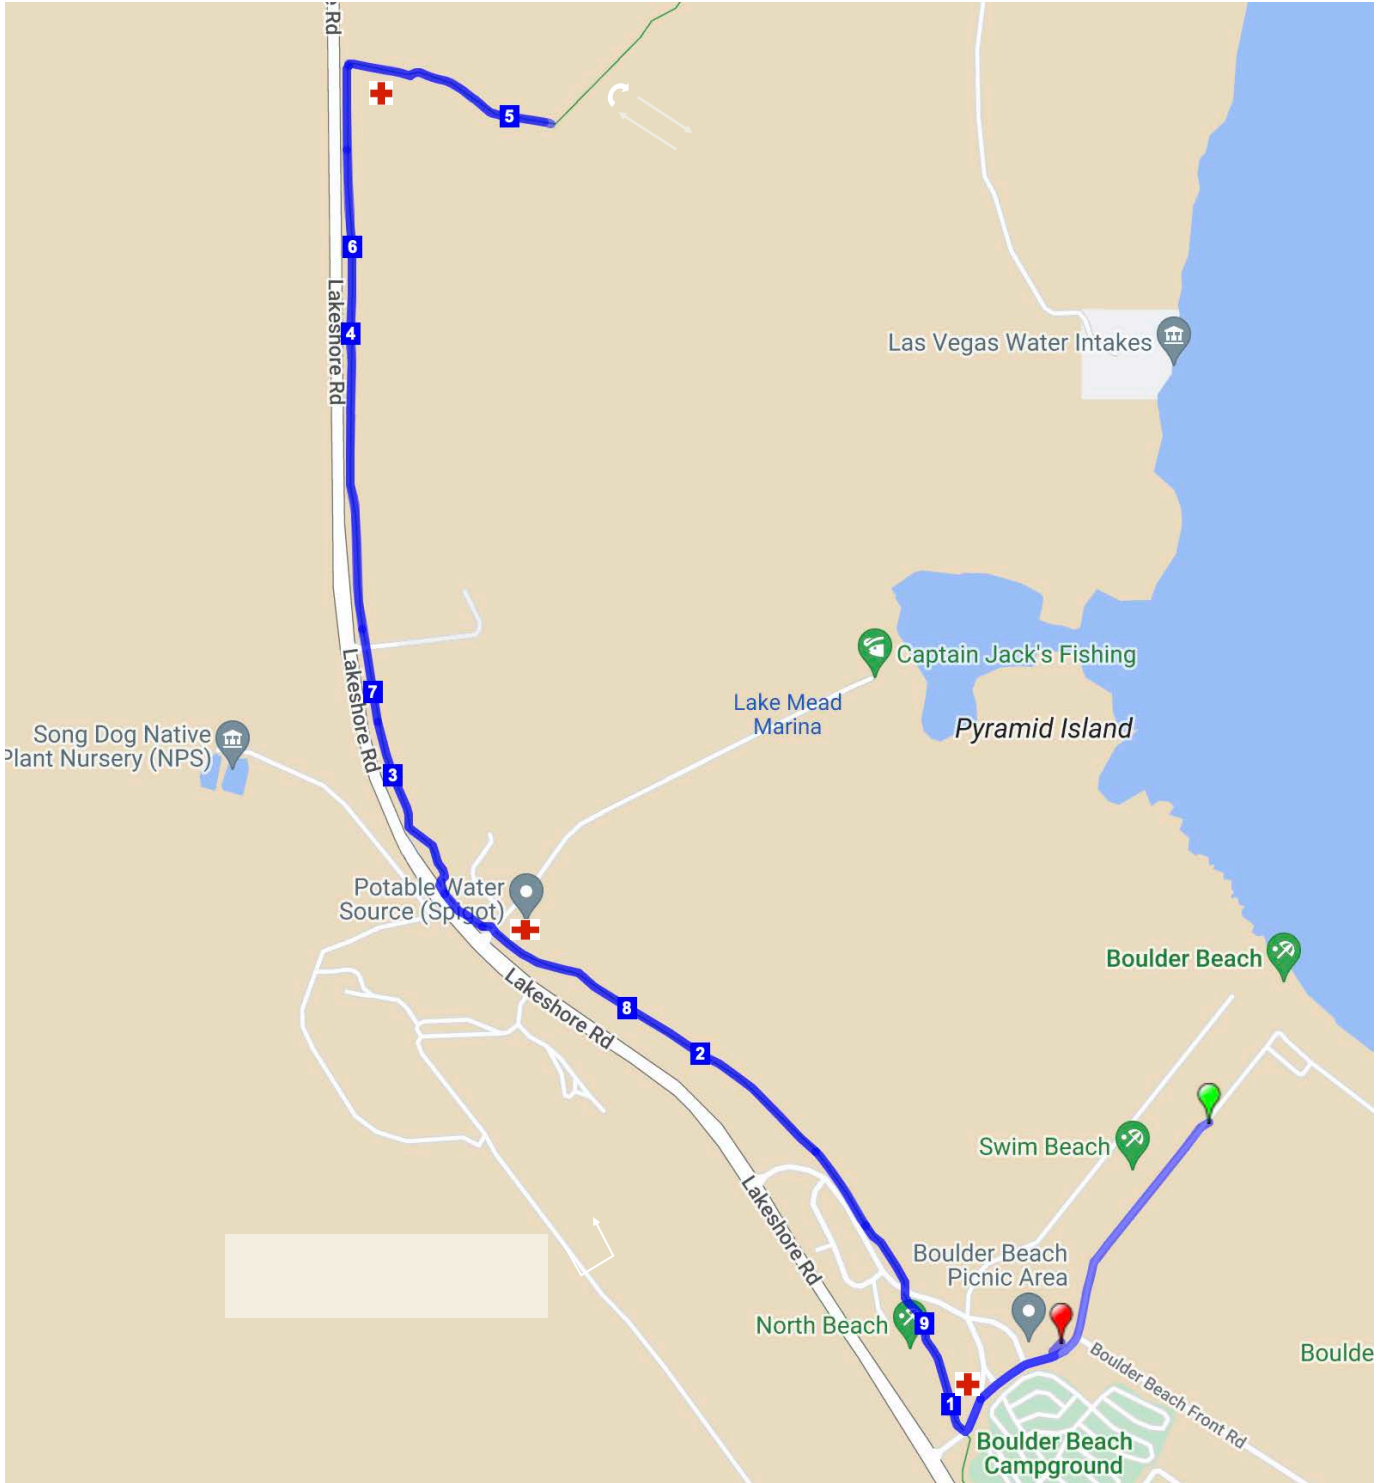 Rd
5
6
Lakeshore Rd
4
Las Vegas Water Intakes
Captain Jack's Fishing
Lakeshore Rd
7
Lake Mead
Marina
Pyramid Island
Song Dog Native
Plant Nursery (NPS)
3
Potable Water
Source (Spigot)
Boulder Beach
Lakeshore Rd
8
2
Swim Beach
Lakeshore Rd
Boulder Beach
Picnic Area
North Beach
9
Boulder Beach Front Rd
Boulde
1
Boulder Beach
Campground